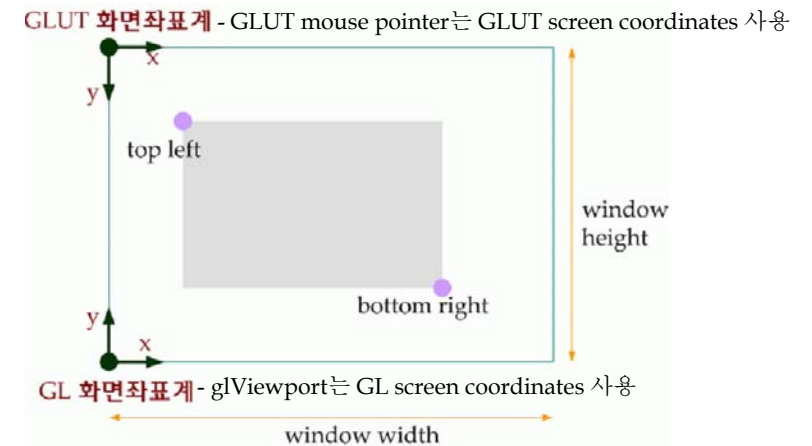 GLUT 화면좌표계 - GLUT mouse pointer는 GLUT screen coordinates 사용
x
y
top left
window
height
bottom right
y
x
GL 화면좌표계 - glViewport는 GL screen coordinates 사용
window width